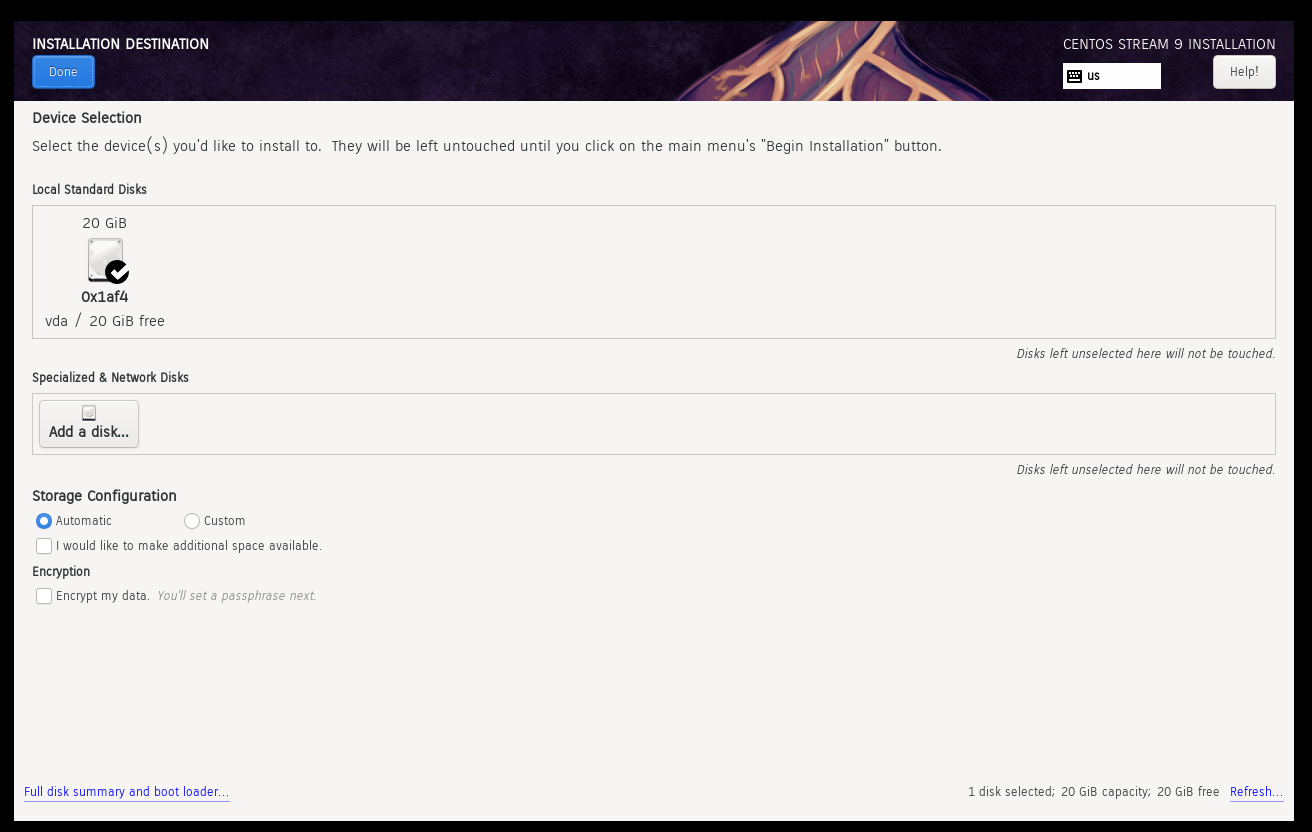 INSTALLATION DESTINATION
CENTOS STREAM 9 INSTALLATION
Done
us
Help!
Device Selection
Select the device(s) you'd like to install to.  They will be left untouched until you click on the main menu's "Begin Installation" button.
Local Standard Disks
20 GiB
0x1af4
vda / 20 GiB free
Disks left unselected here will not be touched.
Specialized & Network Disks
Add a disk...
Disks left unselected here will not be touched.
Storage Configuration
Automatic Custom
I would like to make additional space available.
Encryption
Encrypt my data. You'll set a passphrase next.
Full disk summary and boot loader... 1 disk selected; 20 GiB capacity; 20 GiB free Refresh...